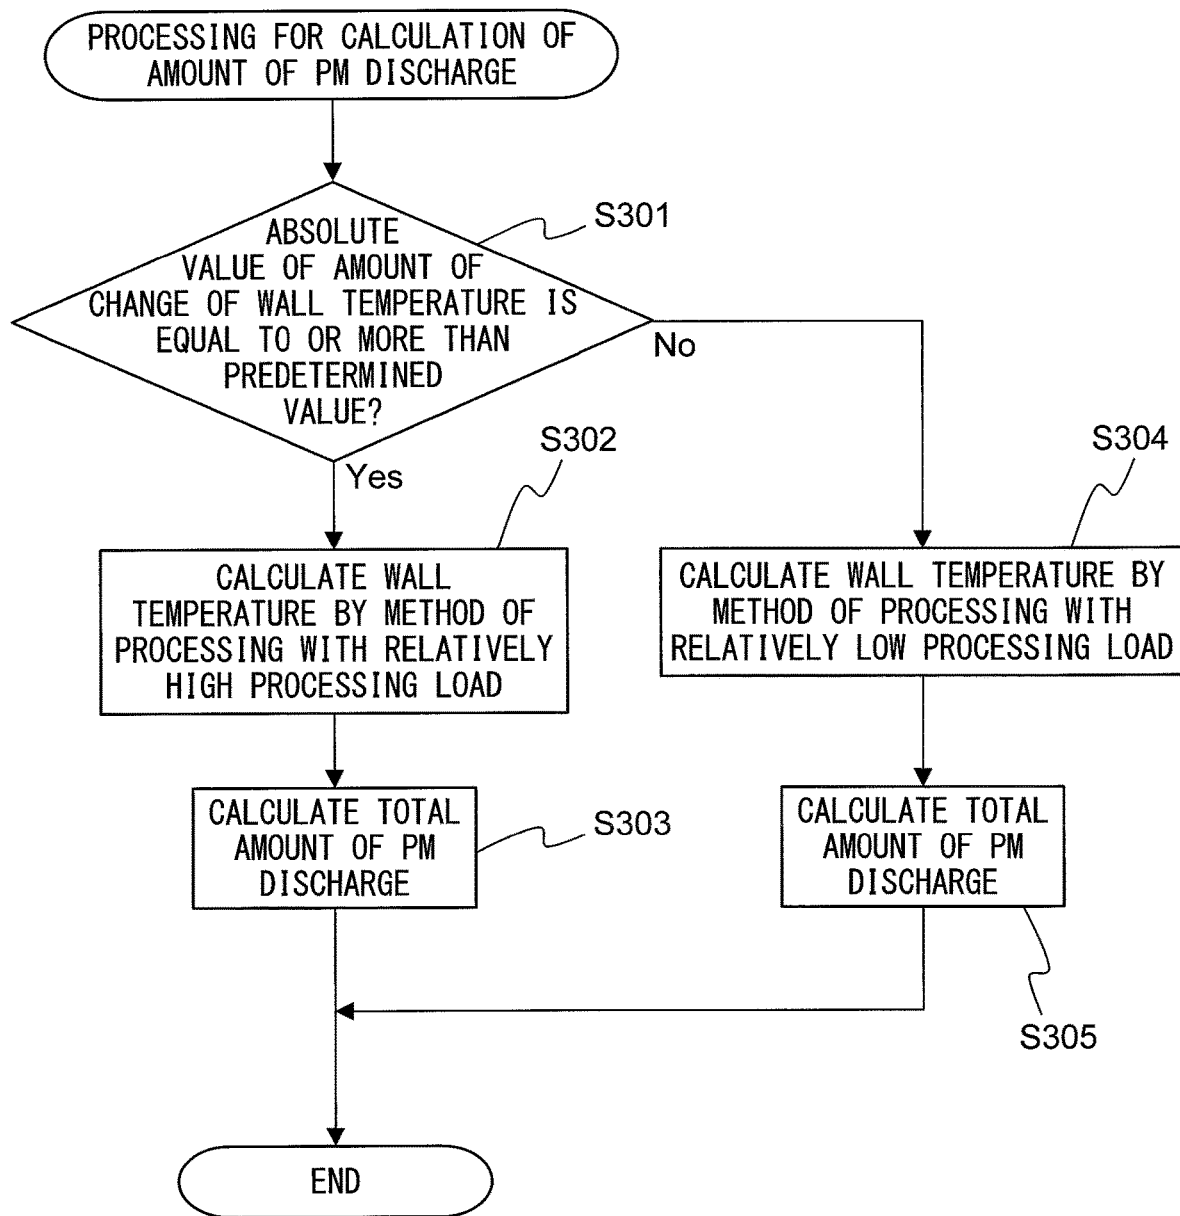 PROCESSING FOR CALCULATION OF
AMOUNT OF PM DISCHARGE
S301
ABSOLUTE
VALUE OF AMOUNT OF
CHANGE OF WALL TEMPERATURE IS
EQUAL TO OR MORE THAN
PREDETERMINED
VALUE?
No
Yes
S302
CALCULATE WALL
TEMPERATURE BY METHOD OF
PROCESSING WITH RELATIVELY
HIGH PROCESSING LOAD
S304
CALCULATE WALL TEMPERATURE BY
METHOD OF PROCESSING WITH
RELATIVELY LOW PROCESSING LOAD
CALCULATE TOTAL
AMOUNT OF PM
DISCHARGE
S303
CALCULATE TOTAL
AMOUNT OF PM
DISCHARGE
S305
END